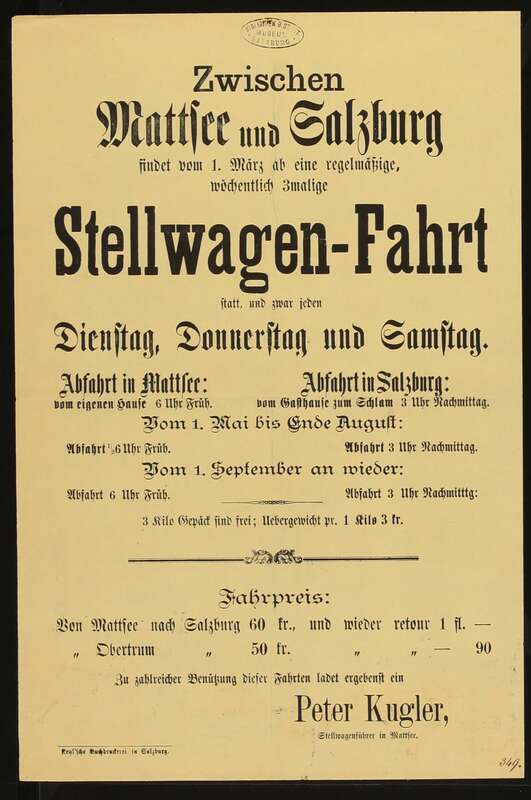 MUSEUM
SALZBURG
Zwischen
Mattsee und Salzburg
findet vom 1. März ab eine regelmäßige,
wöchentlich 3malige
Stellwagen-Fahrt
statt, und zwar jeden
Dienstag, Donnerstag und Samstag.
Abfahrt in Mattsee: Abfahrt in Salzburg:
vom eigenen Hause 6 Uhr Früh. vom Gasthause zum Schlam 3 Uhr Nachmittag.
Vom 1. Mai bis Ende August:
Abfahrt ½6 Uhr Früh. Abfahrt 3 Uhr Nachmittag.
Vom 1. September an wieder:
Abfahrt 6 Uhr Früh. Abfahrt 3 Uhr Nachmitttg:
3 Kilo Gepäck sind frei; Uebergewicht pr. 1 Kilo 3 kr.
Fahrpreis:
Von Mattsee nach Salzburg 60 kr., und wieder retour 1 fl. —
„ Obertrum „ 50 kr. „ „ — 90
Zu zahlreicher Benützung dieser Fahrten ladet ergebenst ein
Peter Kugler,
Stellwagenführer in Mattsee.
Keyl'sche Buchdruckerei in Salzburg.
349.